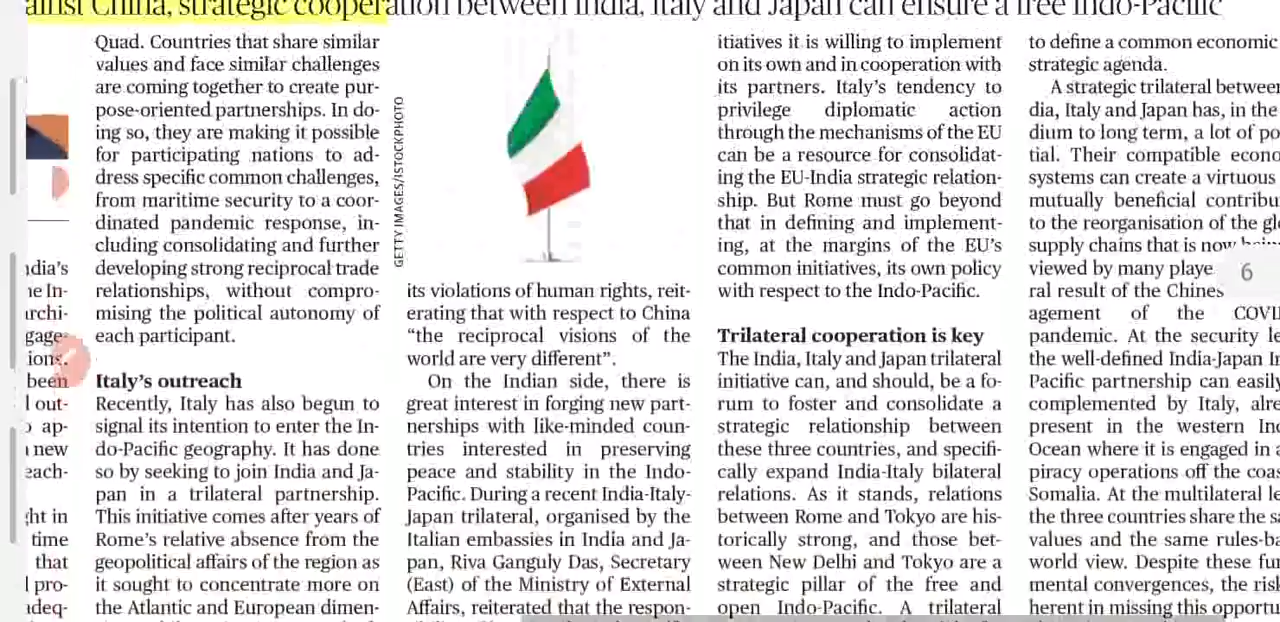 ainst China, strategic cooperation between India, Italy and Japan can ensure a free Indo-Pacific
ndia's
he In-
archi-
gage-
ions.
been
l out-
o ap-
new
each-
ght in
time
that
l pro-
adeq-
Quad. Countries that share similar
values and face similar challenges
are coming together to create pur-
pose-oriented partnerships. In do-
ing so, they are making it possible
for participating nations to ad-
dress specific common challenges,
from maritime security to a coor-
dinated pandemic response, in-
cluding consolidating and further
developing strong reciprocal trade
relationships, without compro-
mising the political autonomy of
each participant.
Italy's outreach
Recently, Italy has also begun to
signal its intention to enter the In-
do-Pacific geography. It has done
so by seeking to join India and Ja-
pan in a trilateral partnership.
This initiative comes after years of
Rome's relative absence from the
geopolitical affairs of the region as
it sought to concentrate more on
the Atlantic and European dimen-
GETTY IMAGES/ISTOCKPHOTO
its violations of human rights, reit-
erating that with respect to China
“the reciprocal visions of the
world are very different”.
On the Indian side, there is
great interest in forging new part-
nerships with like-minded coun-
tries interested in preserving
peace and stability in the Indo-
Pacific. During a recent India-Italy-
Japan trilateral, organised by the
Italian embassies in India and Ja-
pan, Riva Ganguly Das, Secretary
(East) of the Ministry of External
Affairs, reiterated that the respon-
itiatives it is willing to implement
on its own and in cooperation with
its partners. Italy's tendency to
privilege diplomatic action
through the mechanisms of the EU
can be a resource for consolidat-
ing the EU-India strategic relation-
ship. But Rome must go beyond
that in defining and implement-
ing, at the margins of the EU's
common initiatives, its own policy
with respect to the Indo-Pacific.
Trilateral cooperation is key
The India, Italy and Japan trilateral
initiative can, and should, be a fo-
rum to foster and consolidate a
strategic relationship between
these three countries, and specifi-
cally expand India-Italy bilateral
relations. As it stands, relations
between Rome and Tokyo are his-
torically strong, and those bet-
ween New Delhi and Tokyo are a
strategic pillar of the free and
open Indo-Pacific. A trilateral
to define a common economic
strategic agenda.
A strategic trilateral between
dia, Italy and Japan has, in the
dium to long term, a lot of po
tial. Their compatible econo
systems can create a virtuous
mutually beneficial contribu
to the reorganisation of the glo
supply chains that is now
viewed by many playe
ral result of the Chines
agement of the COVI
pandemic. At the security le
the well-defined India-Japan In
Pacific partnership can easily
complemented by Italy, alre
present in the western Ind
Ocean where it is engaged in a
piracy operations off the coas
Somalia. At the multilateral le
the three countries share the sa
values and the same rules-ba
world view. Despite these fun
mental convergences, the risk
herent in missing this opportu
6